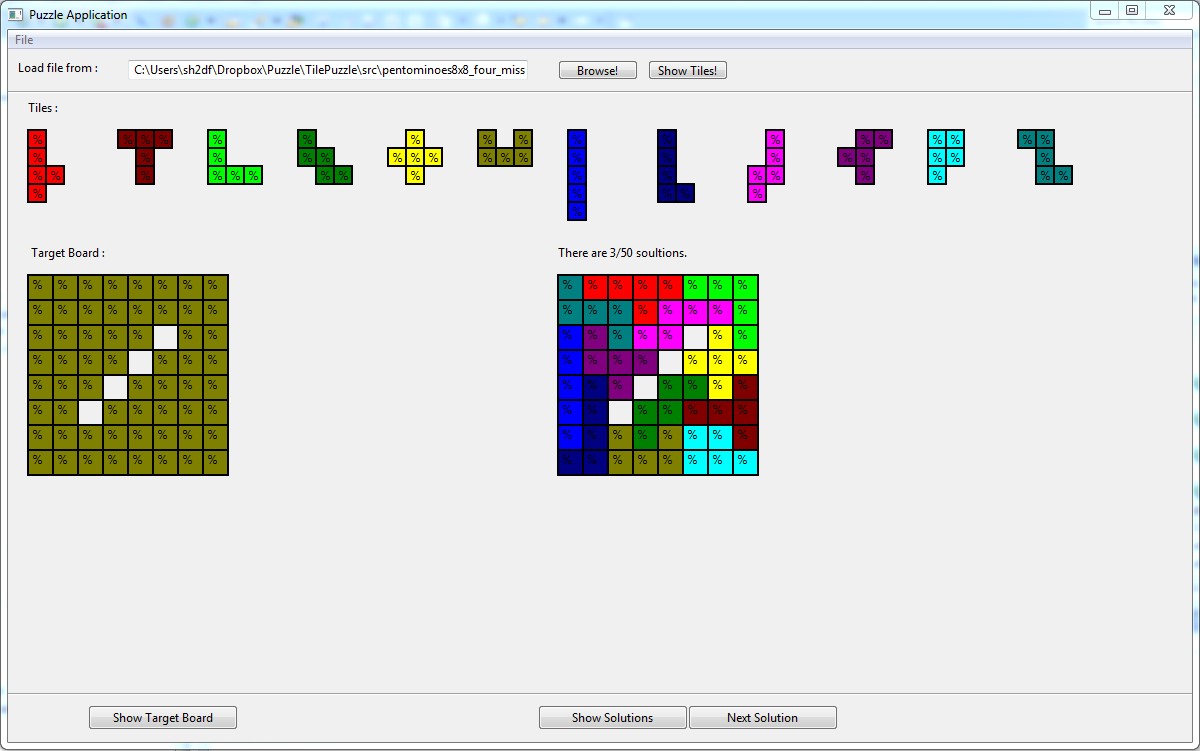 Puzzle Application
File
Load file from : C:\Users\sh2df\Dropbox\Puzzle\TilePuzzle\src\pentominoes8x8_four_miss Browse! Show Tiles!
Tiles :
% % % % % % % % % % % % % % % % % %
% % % % % % % % % % % % % % % % % % %
% % % % % % % % % % % % % % % % %
% % % % %
%
Target Board : There are 3/50 soultions.
% % % % % % % % % % % % % % % %
% % % % % % % % % % % % % % % %
% % % % % % % % % % % % % %
% % % % % % % % % % % % % %
% % % % % % % % % % % % % %
% % % % % % % % % % % % % %
% % % % % % % % % % % % % % % %
% % % % % % % % % % % % % % % %
Show Target Board Show Solutions Next Solution